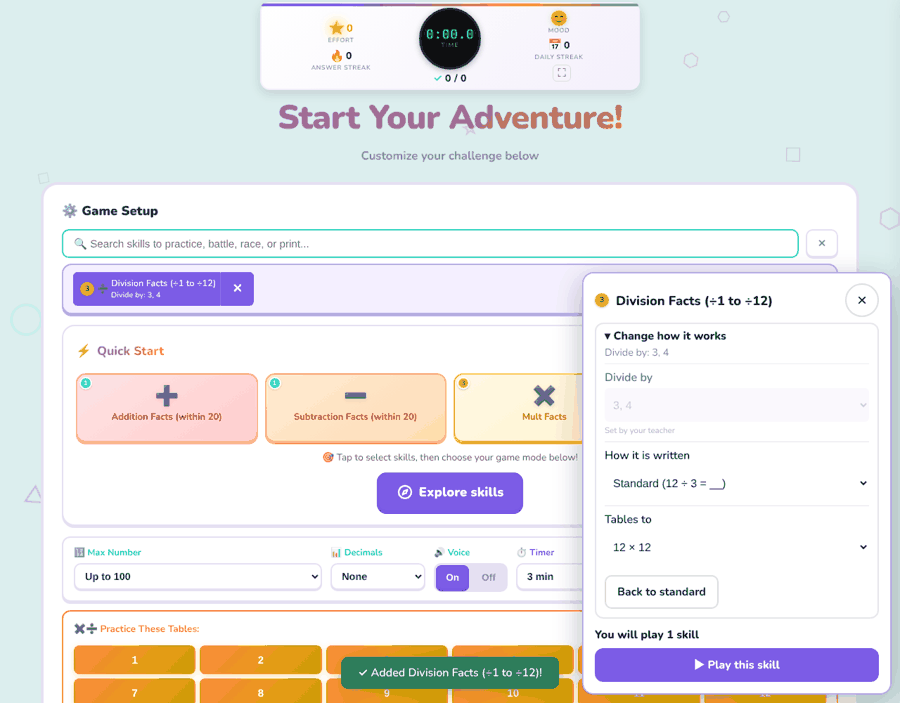 0
EFFORT
0
ANSWER STREAK
0:00.0
TIME
✓ 0 / 0
MOOD
0
DAILY STREAK
Start Your Adventure!
Customize your challenge below
Game Setup
Search skills to practice, battle, race, or print...
×
3 ÷ Division Facts (÷1 to ÷12)
Divide by: 3, 4
×
Quick Start
1
Addition Facts (within 20)
1
Subtraction Facts (within 20)
3
Mult Facts
Tap to select skills, then choose your game mode below!
Explore skills
Max Number
Up to 100
Decimals
None
Voice
On Off
Timer
3 min
Practice These Tables:
1
2
7
8
9
10
✓ Added Division Facts (÷1 to ÷12)!
3 Division Facts (÷1 to ÷12)
×
▾ Change how it works
Divide by: 3, 4
Divide by
3, 4
Set by your teacher
How it is written
Standard (12 ÷ 3 = __)
Tables to
12 × 12
Back to standard
You will play 1 skill
▶ Play this skill